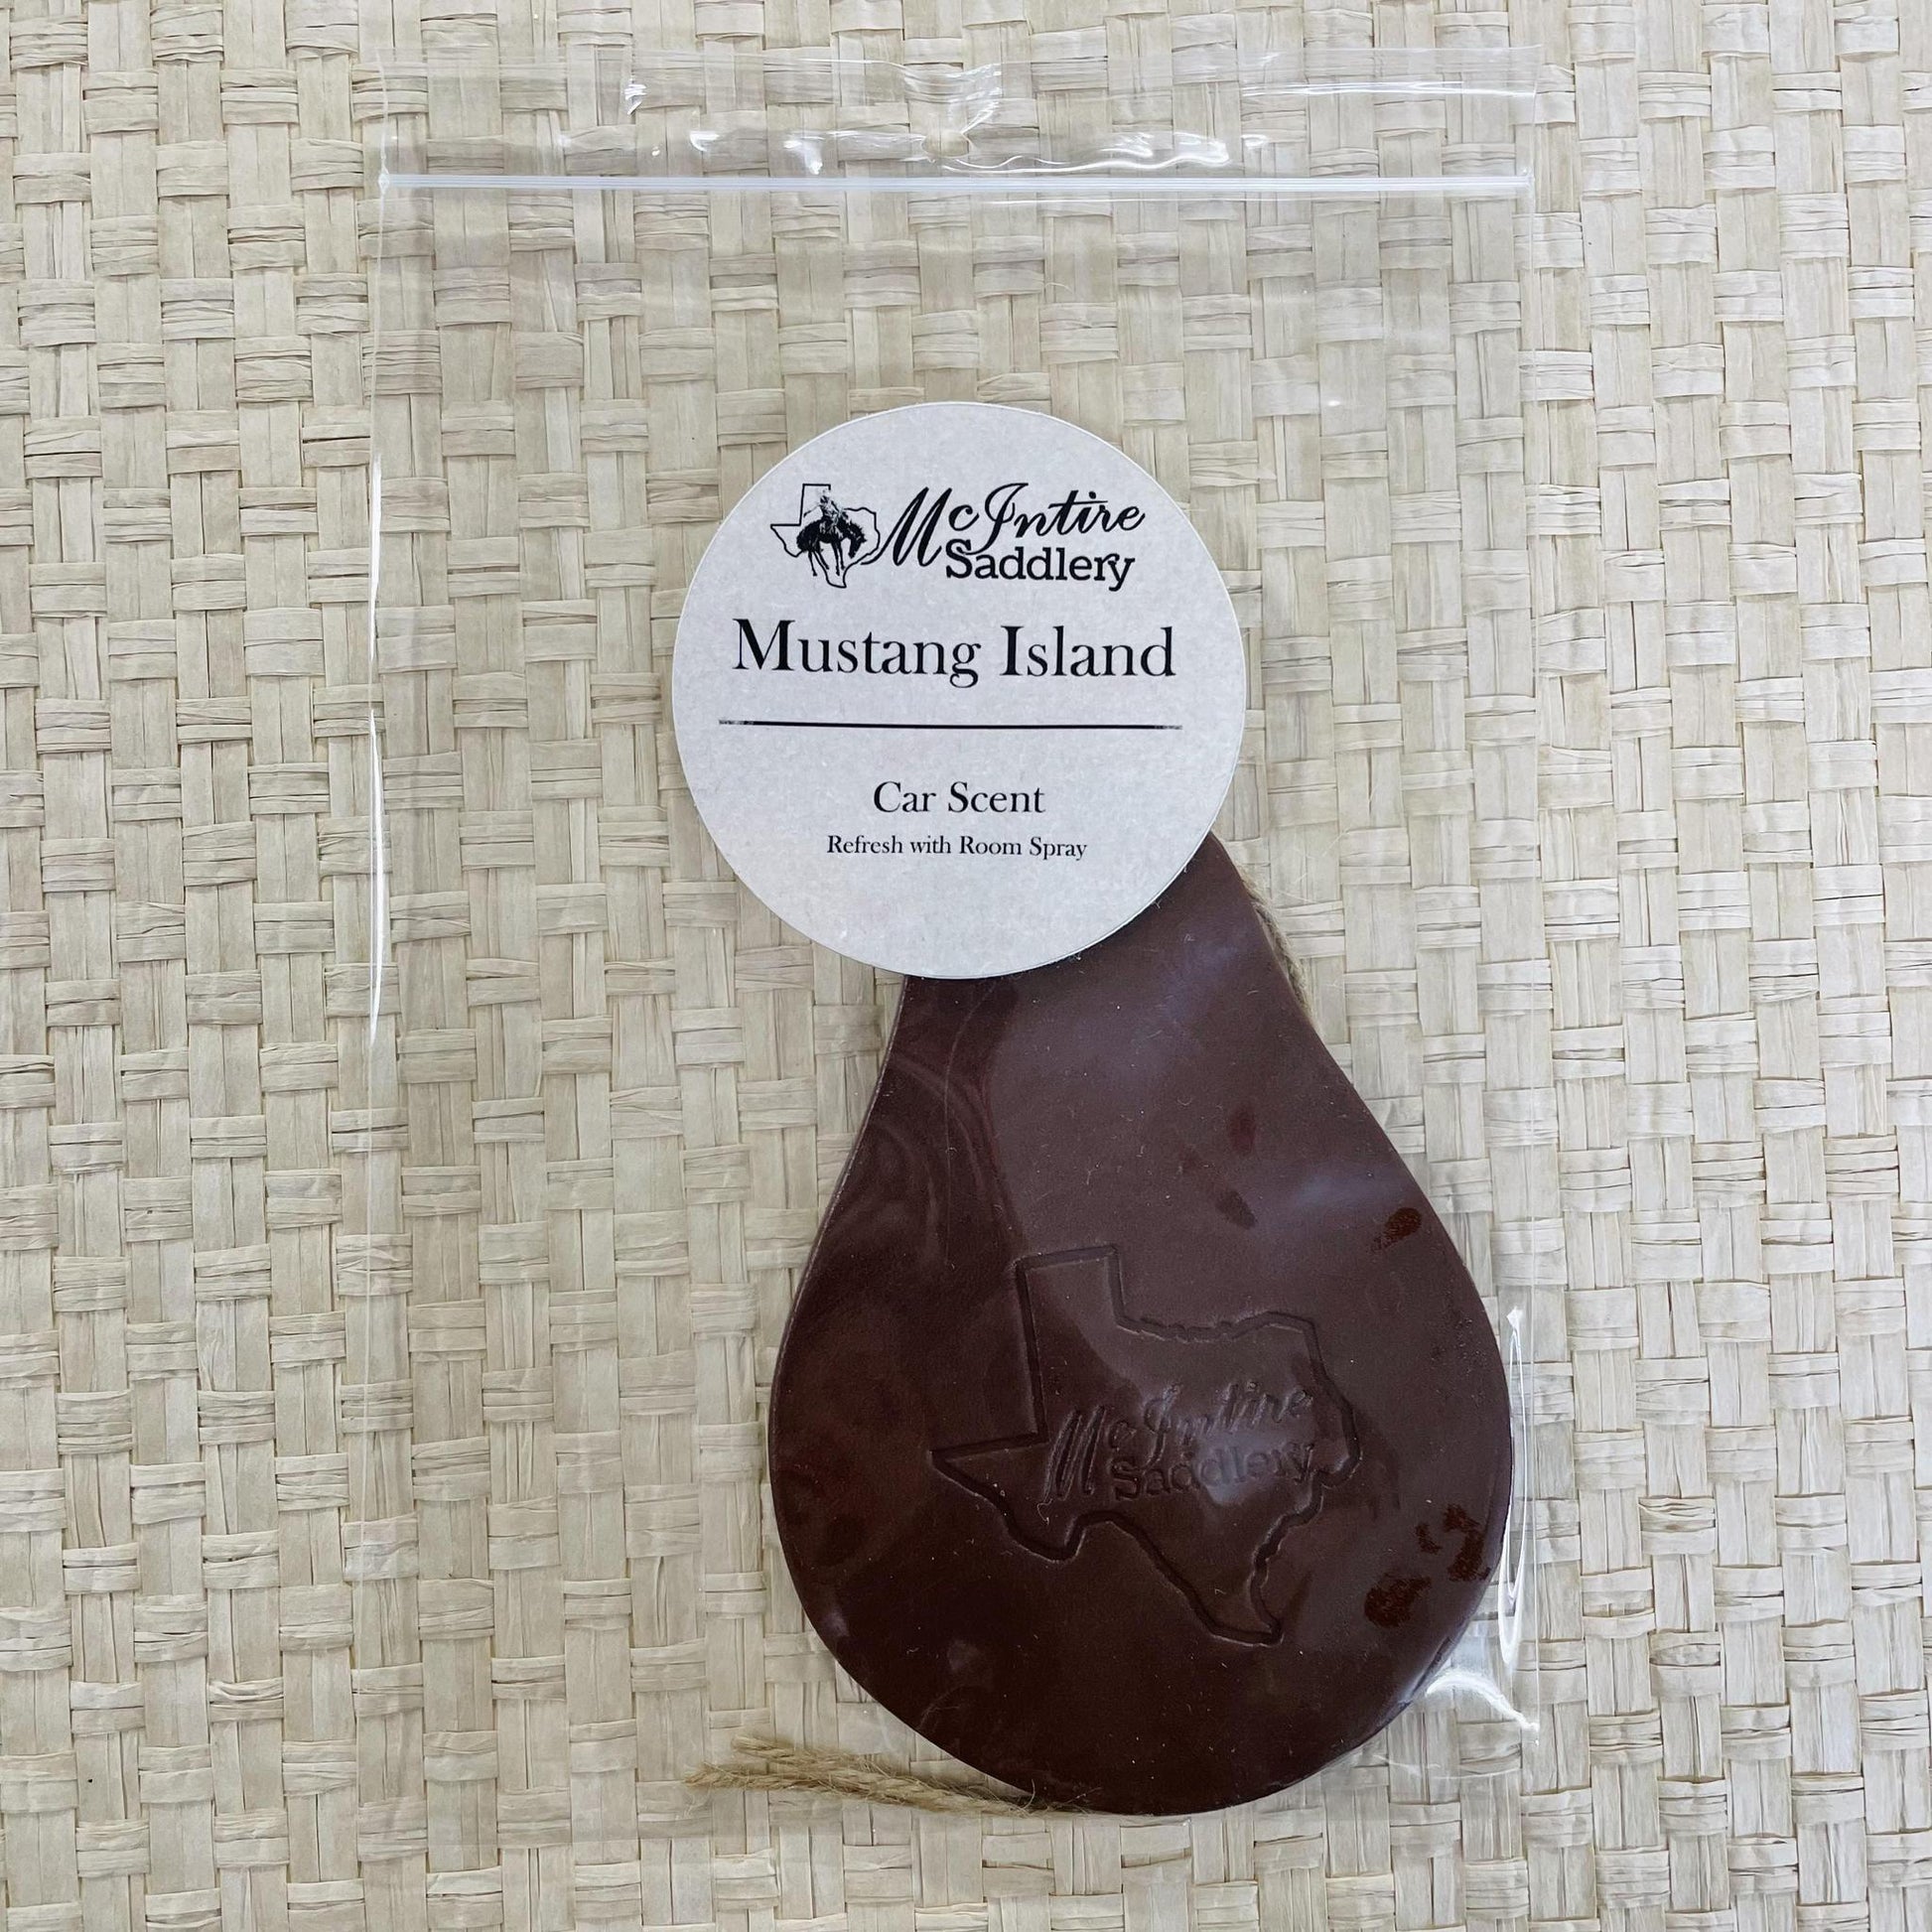 McIntire
Saddlery
Mustang Island
Car Scent
Refresh with Room Spray
McIntire
Saddlery